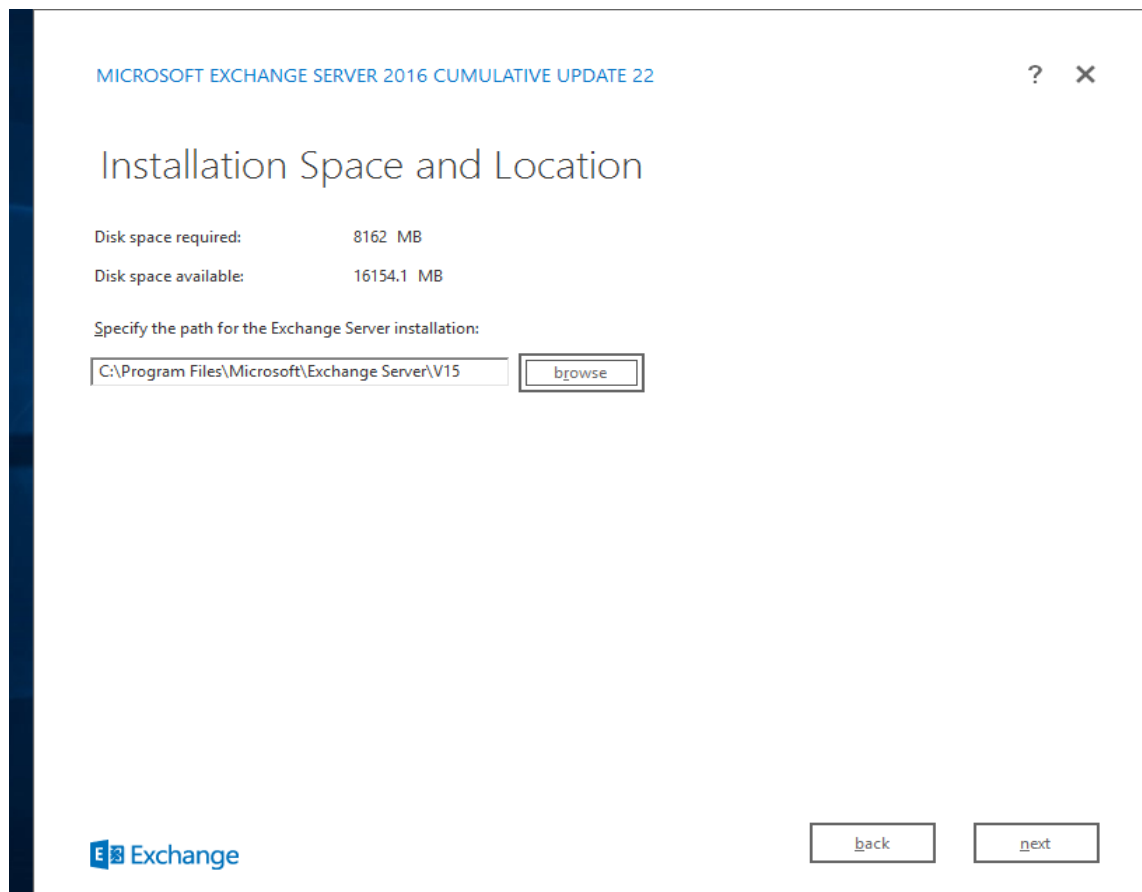 MICROSOFT EXCHANGE SERVER 2016 CUMULATIVE UPDATE 22
? ✕
Installation Space and Location
Disk space required: 8162 MB
Disk space available: 16154.1 MB
Specify the path for the Exchange Server installation:
C:\Program Files\Microsoft\Exchange Server\V15 browse
E Exchange
back next